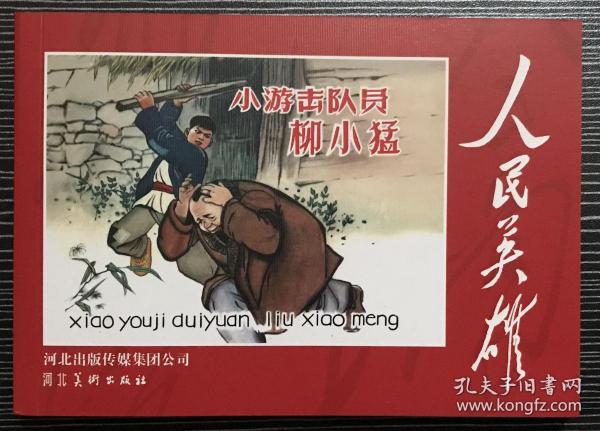 小游击队员
柳小猛
xiao youji duiyuan liu xiao meng
人民英雄
河北出版传媒集团公司
河北美术出版社
孔夫子旧书网
www.kongfz.com